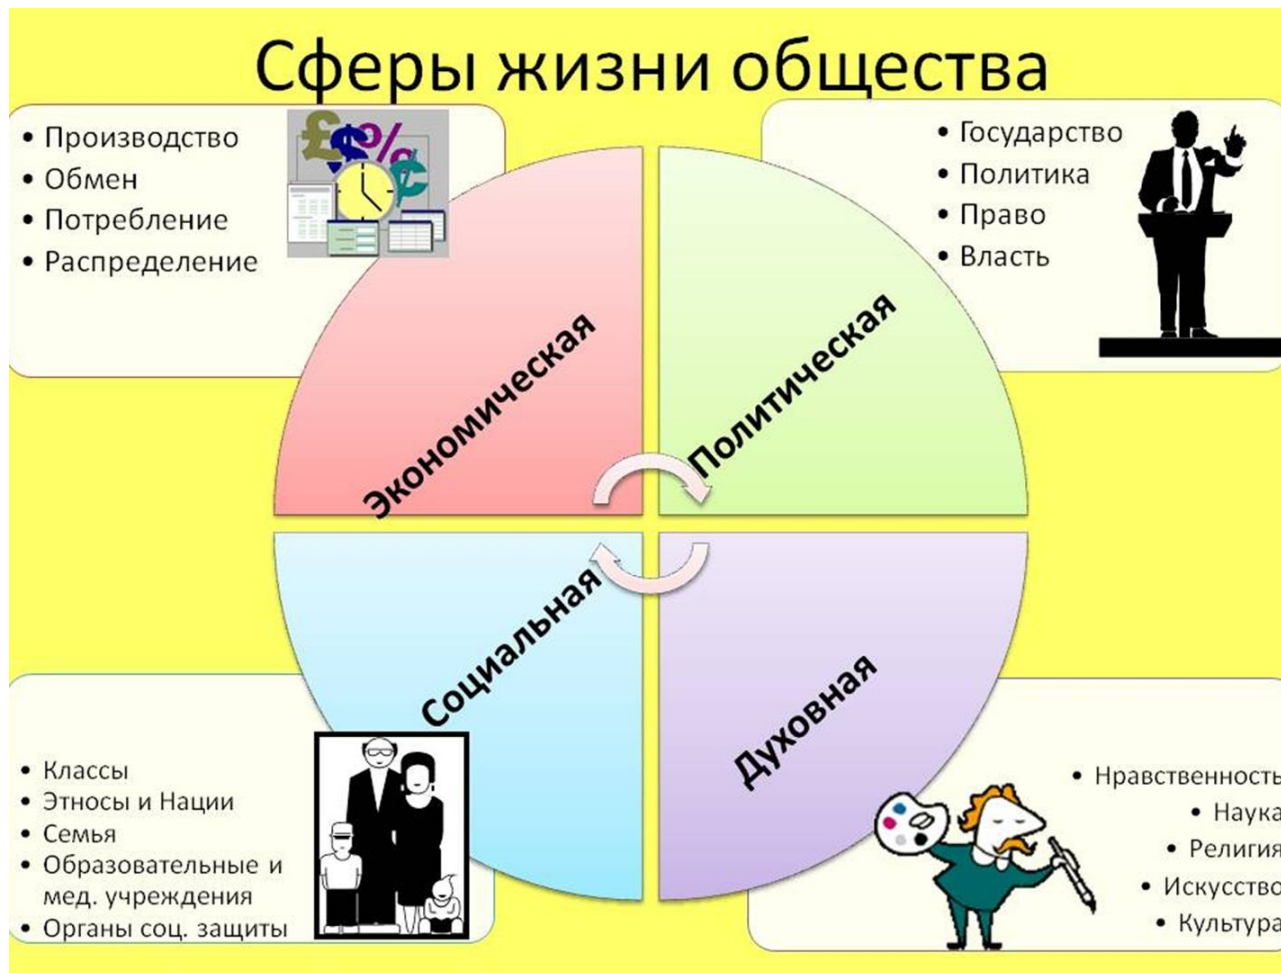 Сферы жизни общества
• Производство
• Обмен
• Потребление
• Распределение
• Государство
• Политика
• Право
• Власть
Экономическая
Политическая
Социальная
Духовная
• Классы
• Этносы и Нации
• Семья
• Образовательные и
мед. учреждения
• Органы соц. защиты
• Нравственность
• Наука
• Религия
• Искусство
• Культура